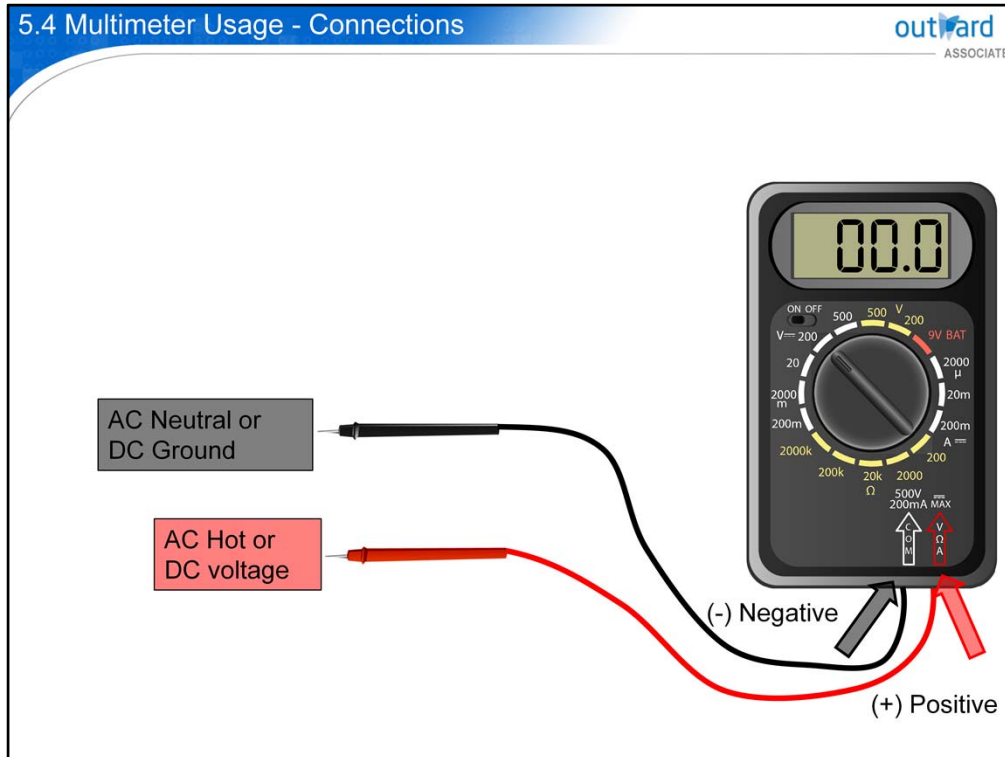 5.4 Multimeter Usage - Connections
outward
ASSOCIATE
00.0
ON OFF
500
500
V
200
V⎓ 200
9V BAT
20
2000
µ
2000
m
20m
200m
200m
A⎓
2000k
200
200k
20k
2000
Ω
500V
200mA
⎓
MAX
COM
VΩA
AC Neutral or
DC Ground
AC Hot or
DC voltage
(-) Negative
(+) Positive